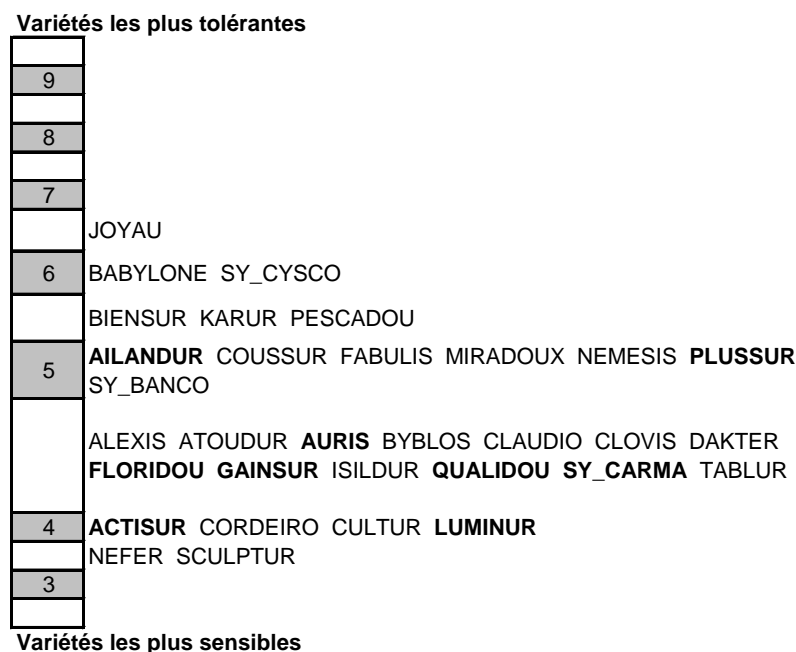 Variétés les plus tolérantes
9
8
7
JOYAU
6 BABYLONE SY_CYSCO
BIENSUR KARUR PESCADOU
5 AILANDUR COUSSUR FABULIS MIRADOUX NEMESIS PLUSSUR
SY_BANCO
ALEXIS ATOUDUR AURIS BYBLOS CLAUDIO CLOVIS DAKTER
FLORIDOU GAINSUR ISILDUR QUALIDOU SY_CARMA TABLUR
4 ACTISUR CORDEIRO CULTUR LUMINUR
NEFER SCULPTUR
3
Variétés les plus sensibles